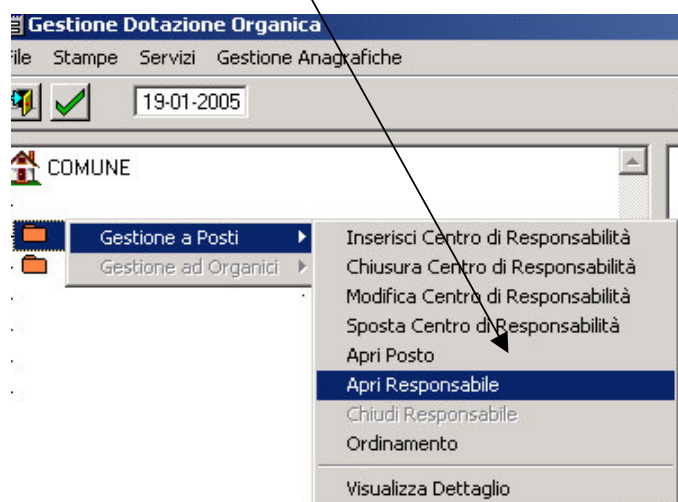 Gestione Dotazione Organica
File Stampe Servizi Gestione Anagrafiche
19-01-2005
COMUNE
Gestione a Posti
Gestione ad Organici
Inserisci Centro di Responsabilità
Chiusura Centro di Responsabilità
Modifica Centro di Responsabilità
Sposta Centro di Responsabilità
Apri Posto
Apri Responsabile
Chiudi Responsabile
Ordinamento
Visualizza Dettaglio